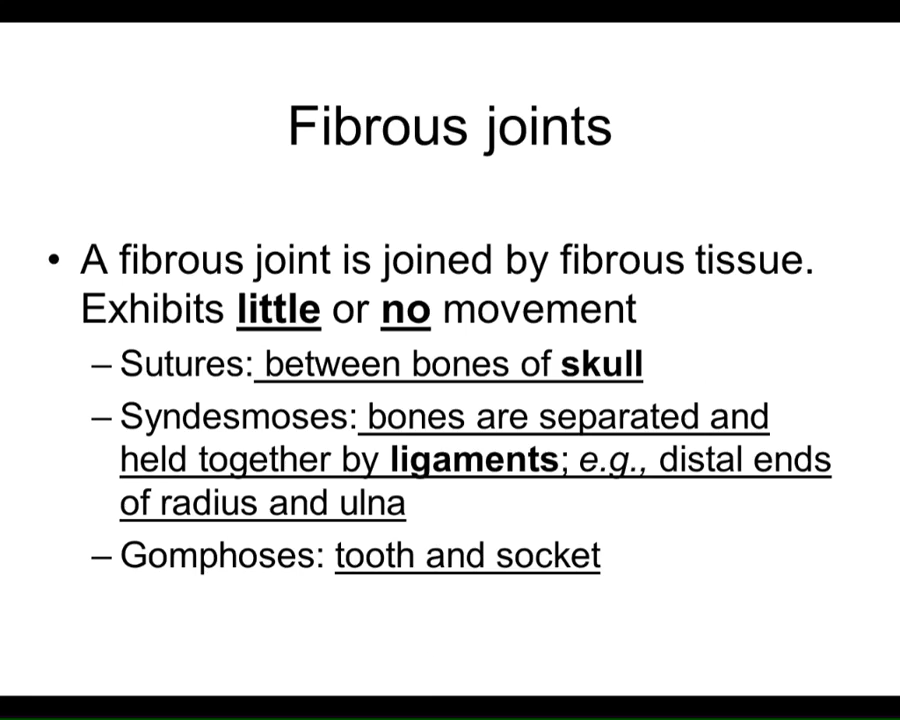 Fibrous joints
• A fibrous joint is joined by fibrous tissue.
Exhibits little or no movement
– Sutures: between bones of skull
– Syndesmoses: bones are separated and
held together by ligaments; e.g., distal ends
of radius and ulna
– Gomphoses: tooth and socket